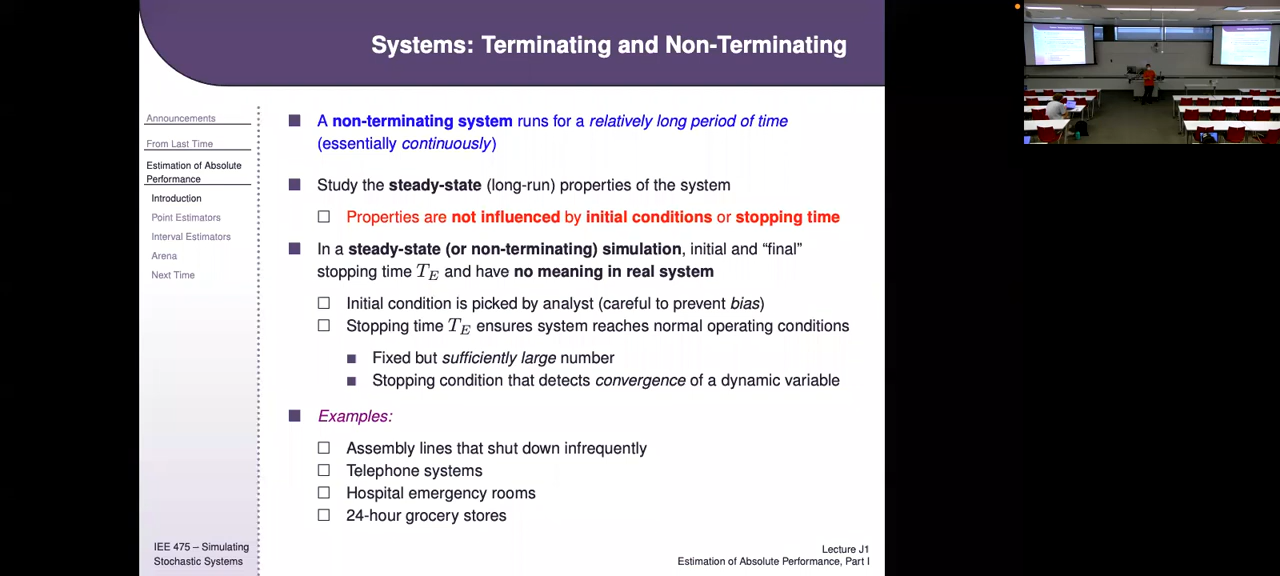 Systems: Terminating and Non-Terminating
Announcements
From Last Time
Estimation of Absolute
Performance
Introduction
Point Estimators
Interval Estimators
Arena
Next Time
IEE 475 – Simulating
Stochastic Systems
A non-terminating system runs for a relatively long period of time
(essentially continuously)
Study the steady-state (long-run) properties of the system
Properties are not influenced by initial conditions or stopping time
In a steady-state (or non-terminating) simulation, initial and “final”
stopping time T_E and have no meaning in real system
Initial condition is picked by analyst (careful to prevent bias)
Stopping time T_E ensures system reaches normal operating conditions
Fixed but sufficiently large number
Stopping condition that detects convergence of a dynamic variable
Examples:
Assembly lines that shut down infrequently
Telephone systems
Hospital emergency rooms
24-hour grocery stores
Lecture J1
Estimation of Absolute Performance, Part I